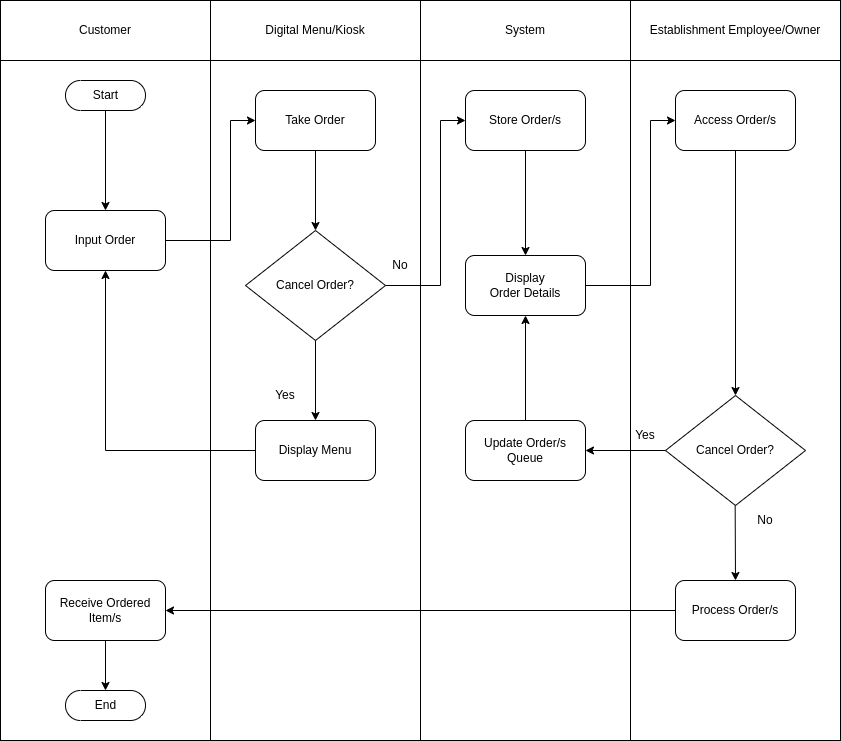 Customer
Digital Menu/Kiosk
System
Establishment Employee/Owner
Start
Take Order
Store Order/s
Access Order/s
Input Order
No
Cancel Order?
Display
Order Details
Yes
Display Menu
Update Order/s
Queue
Yes
Cancel Order?
No
Receive Ordered
Item/s
Process Order/s
End